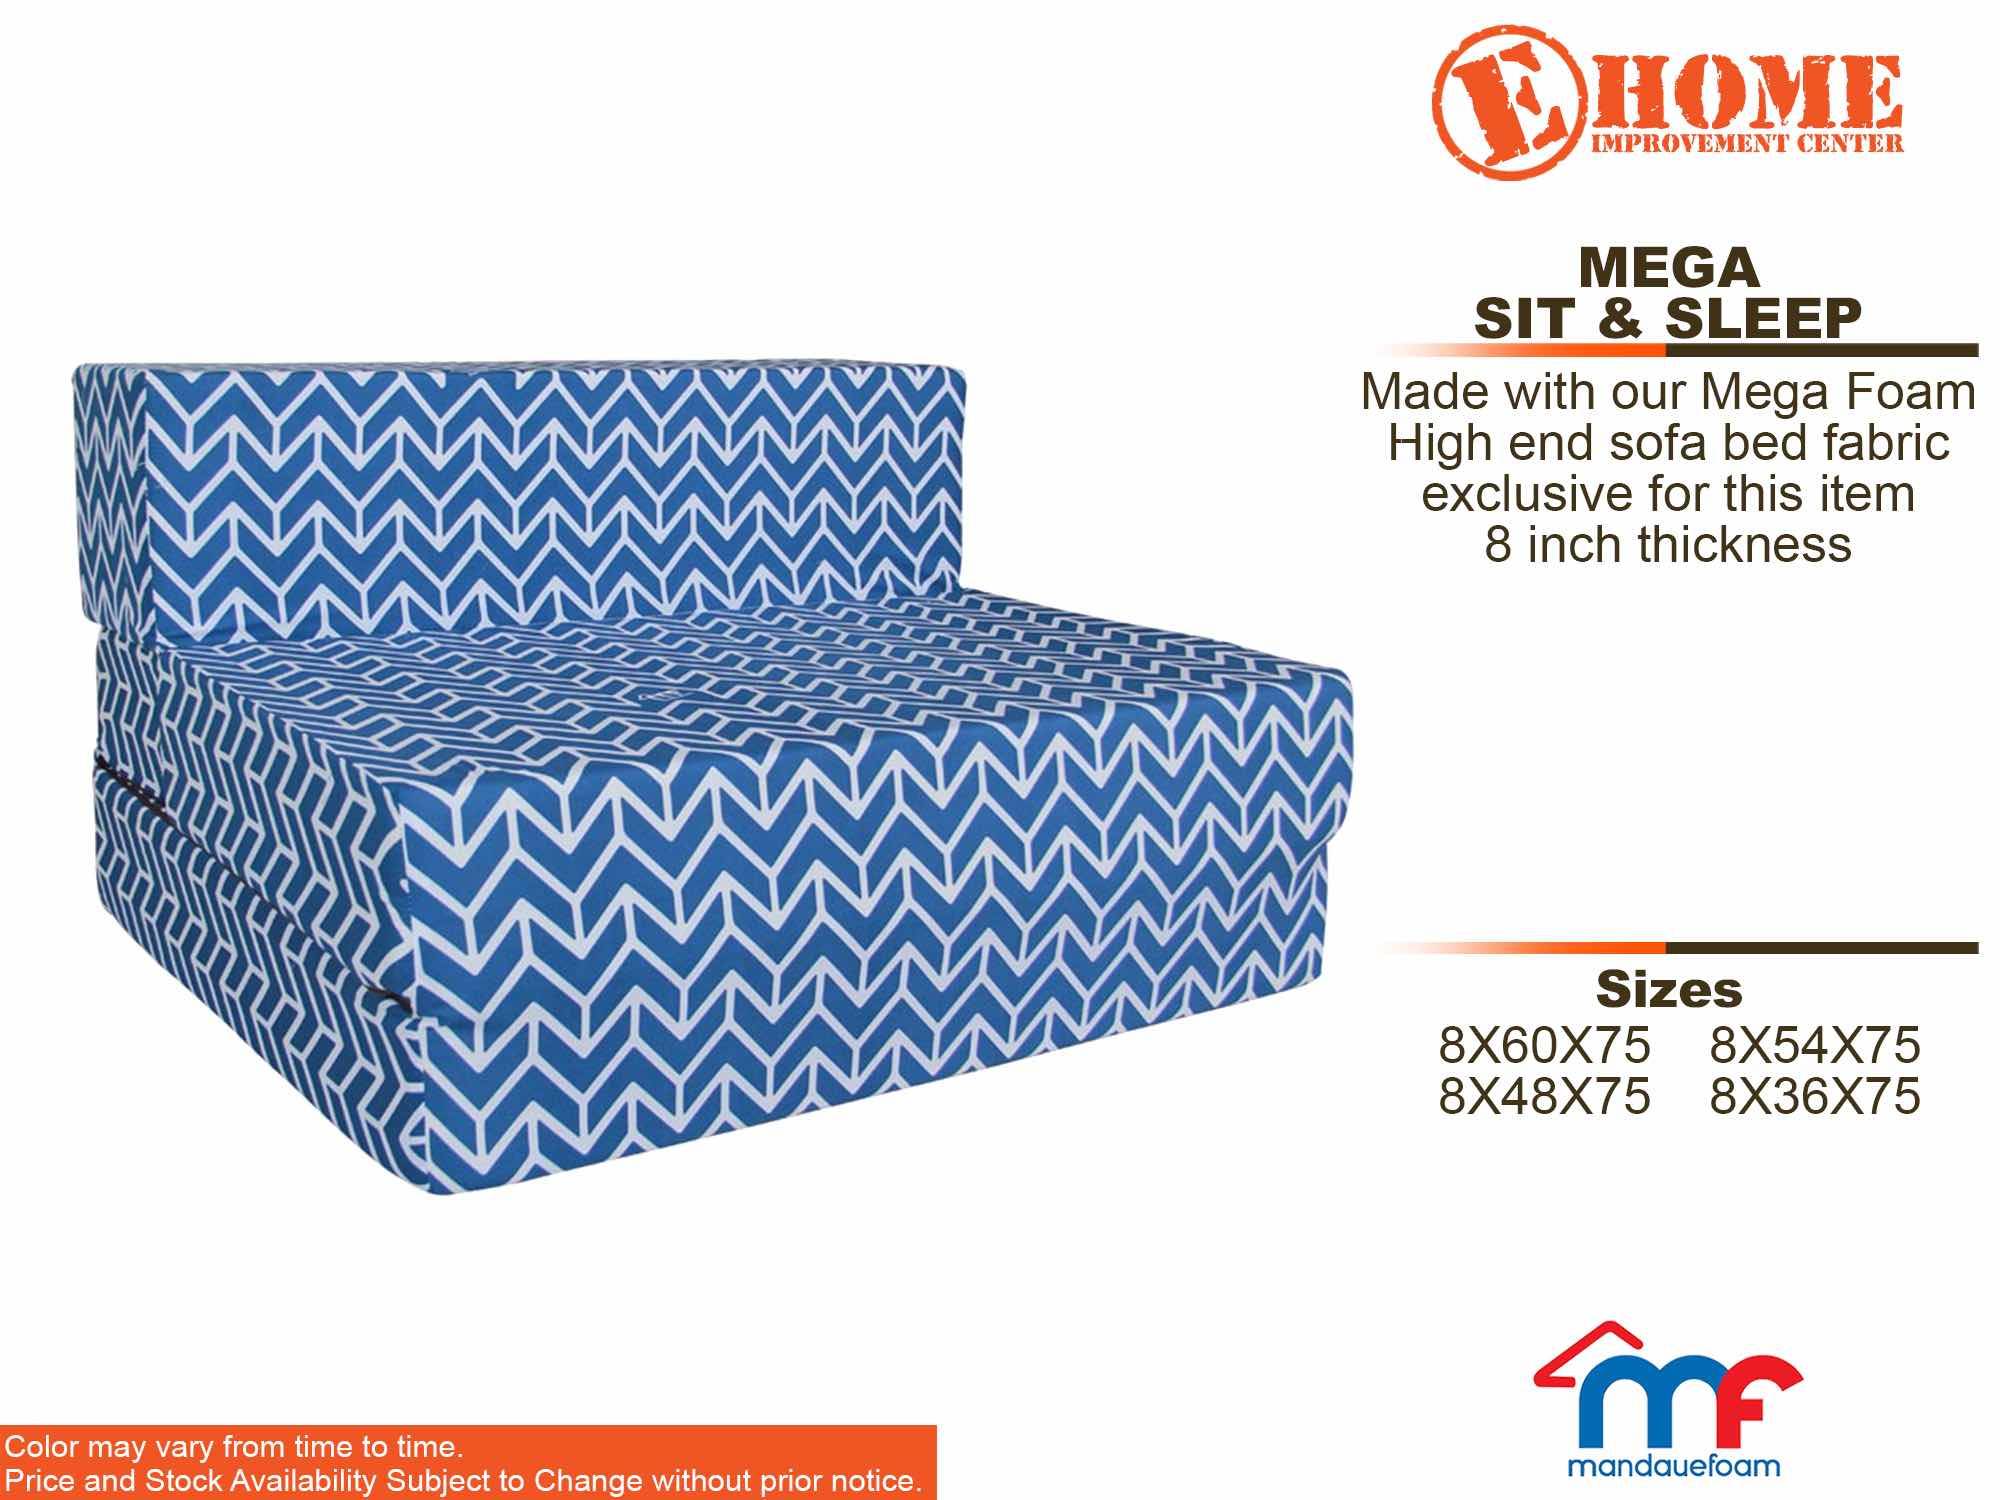 E HOME
IMPROVEMENT CENTER
MEGA
SIT & SLEEP
Made with our Mega Foam
High end sofa bed fabric
exclusive for this item
8 inch thickness
Sizes
8X60X75 8X54X75
8X48X75 8X36X75
mf
mandauefoam
Color may vary from time to time.
Price and Stock Availability Subject to Change without prior notice.